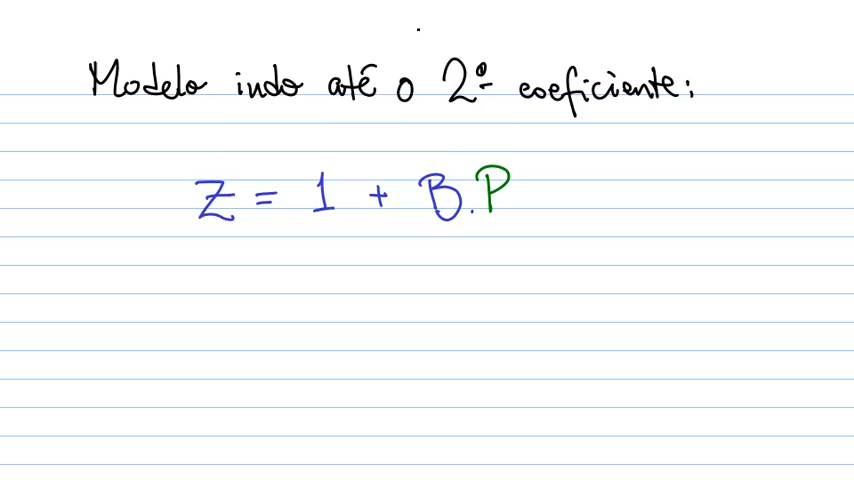 Modelo indo até o 2º coeficiente:
Z = 1 + B.P